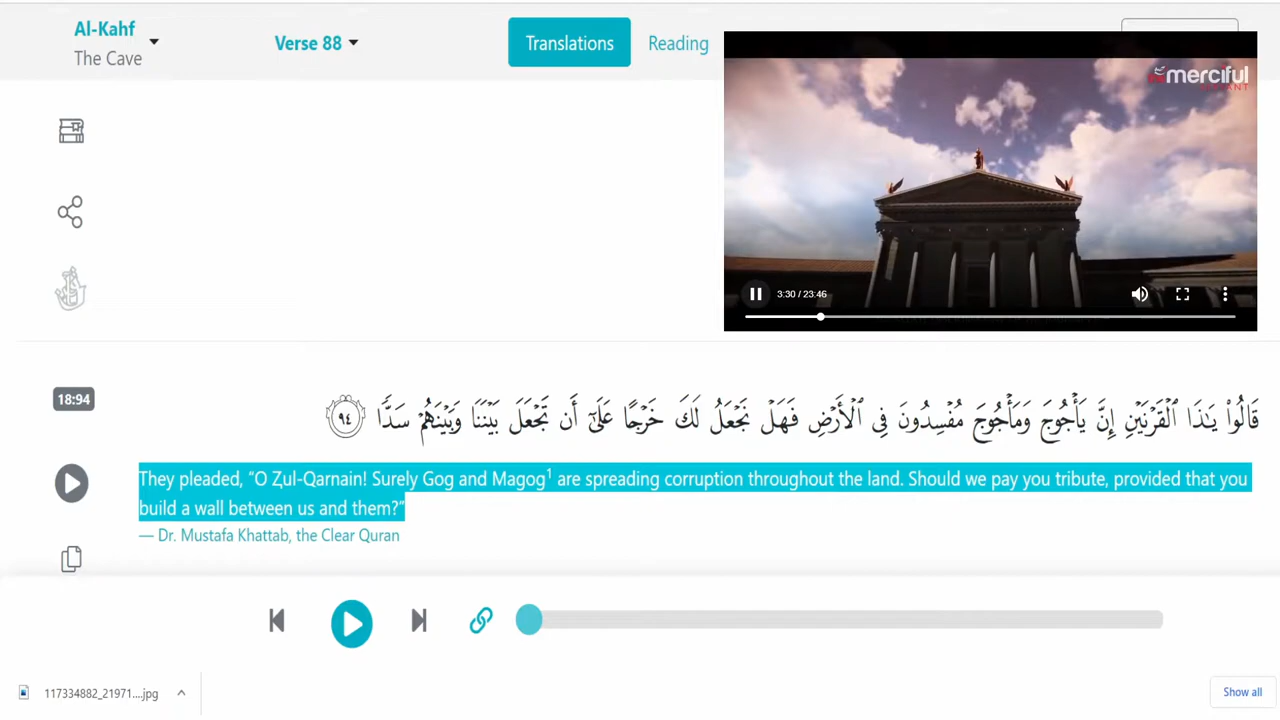 Al-Kahf
The Cave
Verse 88
Translations
Reading
merciful
3:30 / 23:46
18:94
قَالُوا۟ يَـٰذَا ٱلْقَرْنَيْنِ إِنَّ يَأْجُوجَ وَمَأْجُوجَ مُفْسِدُونَ فِى ٱلْأَرْضِ فَهَلْ نَجْعَلُ لَكَ خَرْجًا عَلَىٰٓ أَن تَجْعَلَ بَيْنَنَا وَبَيْنَهُمْ سَدًّا ٩٤
They pleaded, “O Ⱬul-Qarnain! Surely Gog and Magog¹ are spreading corruption throughout the land. Should we pay you tribute, provided that you
build a wall between us and them?”
— Dr. Mustafa Khattab, the Clear Quran
117334882_21971....jpg
Show all